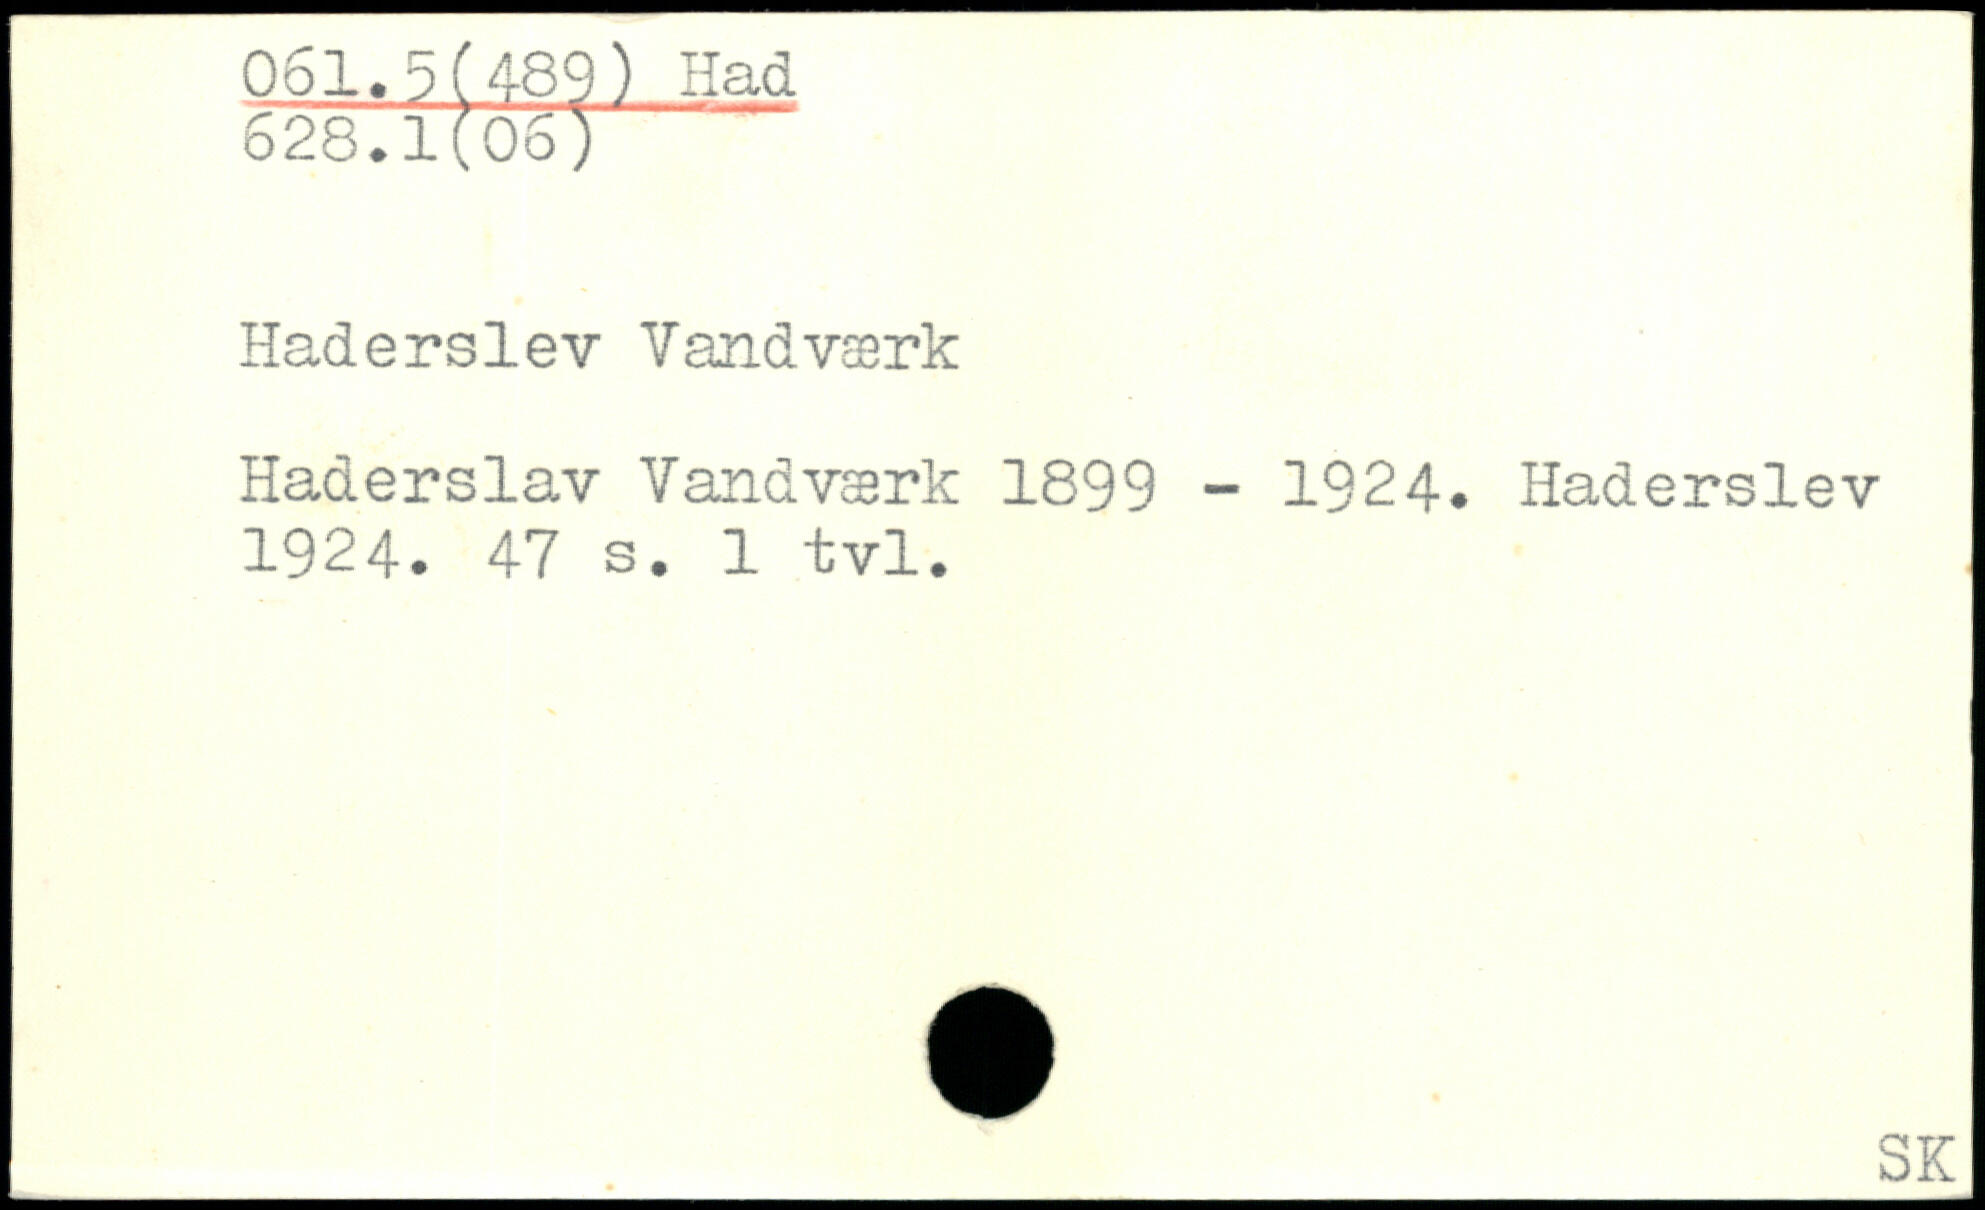 061.5(489) Had
628.1(06)
Haderslev Vandværk
Haderslav Vandværk 1899 - 1924. Haderslev
1924. 47 s. 1 tvl.
SK